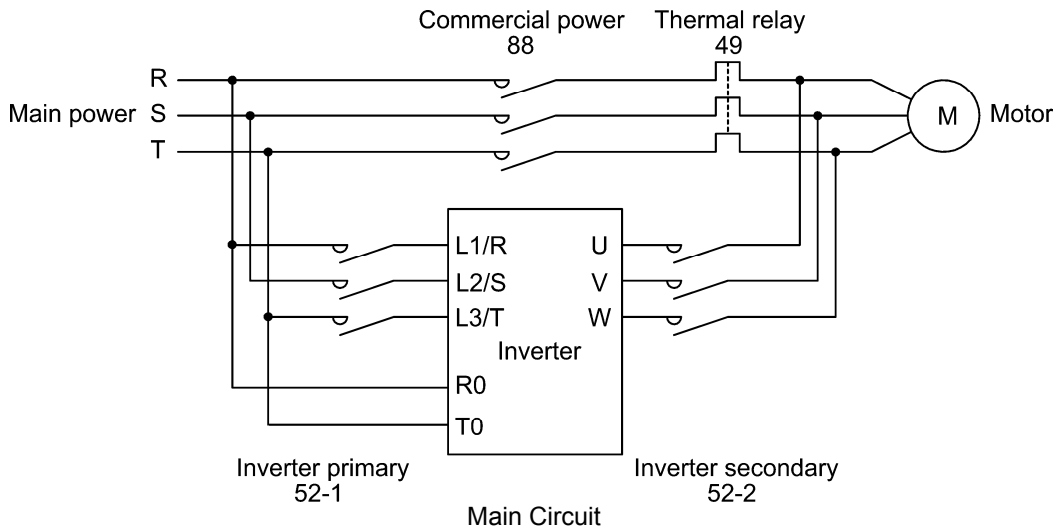 Commercial power
88
Thermal relay
49
R
Main power
S
T
M
Motor
L1/R
U
L2/S
V
L3/T
W
Inverter
R0
T0
Inverter primary
52-1
Inverter secondary
52-2
Main Circuit